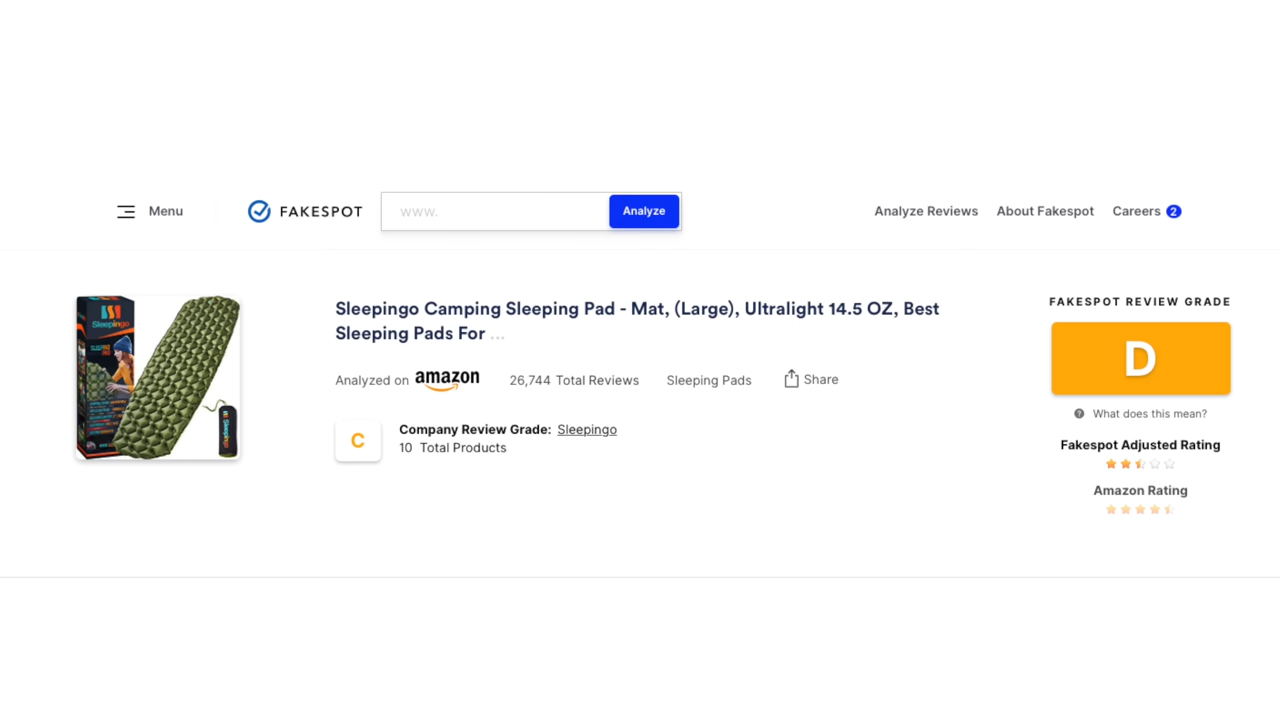 Menu
FAKESPOT
www.
Analyze
Analyze Reviews
About Fakespot
Careers 2
Sleepingo
Sleepingo Camping Sleeping Pad - Mat, (Large), Ultralight 14.5 OZ, Best
Sleeping Pads For ...
Analyzed on amazon
26,744 Total Reviews
Sleeping Pads
Share
C
Company Review Grade: Sleepingo
10 Total Products
FAKESPOT REVIEW GRADE
D
? What does this mean?
Fakespot Adjusted Rating
Amazon Rating